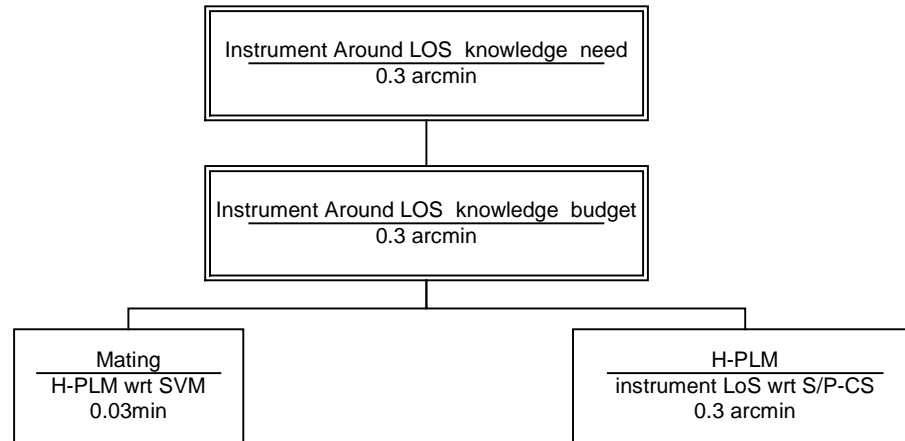 Instrument Around LOS knowledge need
0.3 arcmin
Instrument Around LOS knowledge budget
0.3 arcmin
Mating
H-PLM wrt SVM
0.03min
H-PLM
instrument LoS wrt S/P-CS
0.3 arcmin